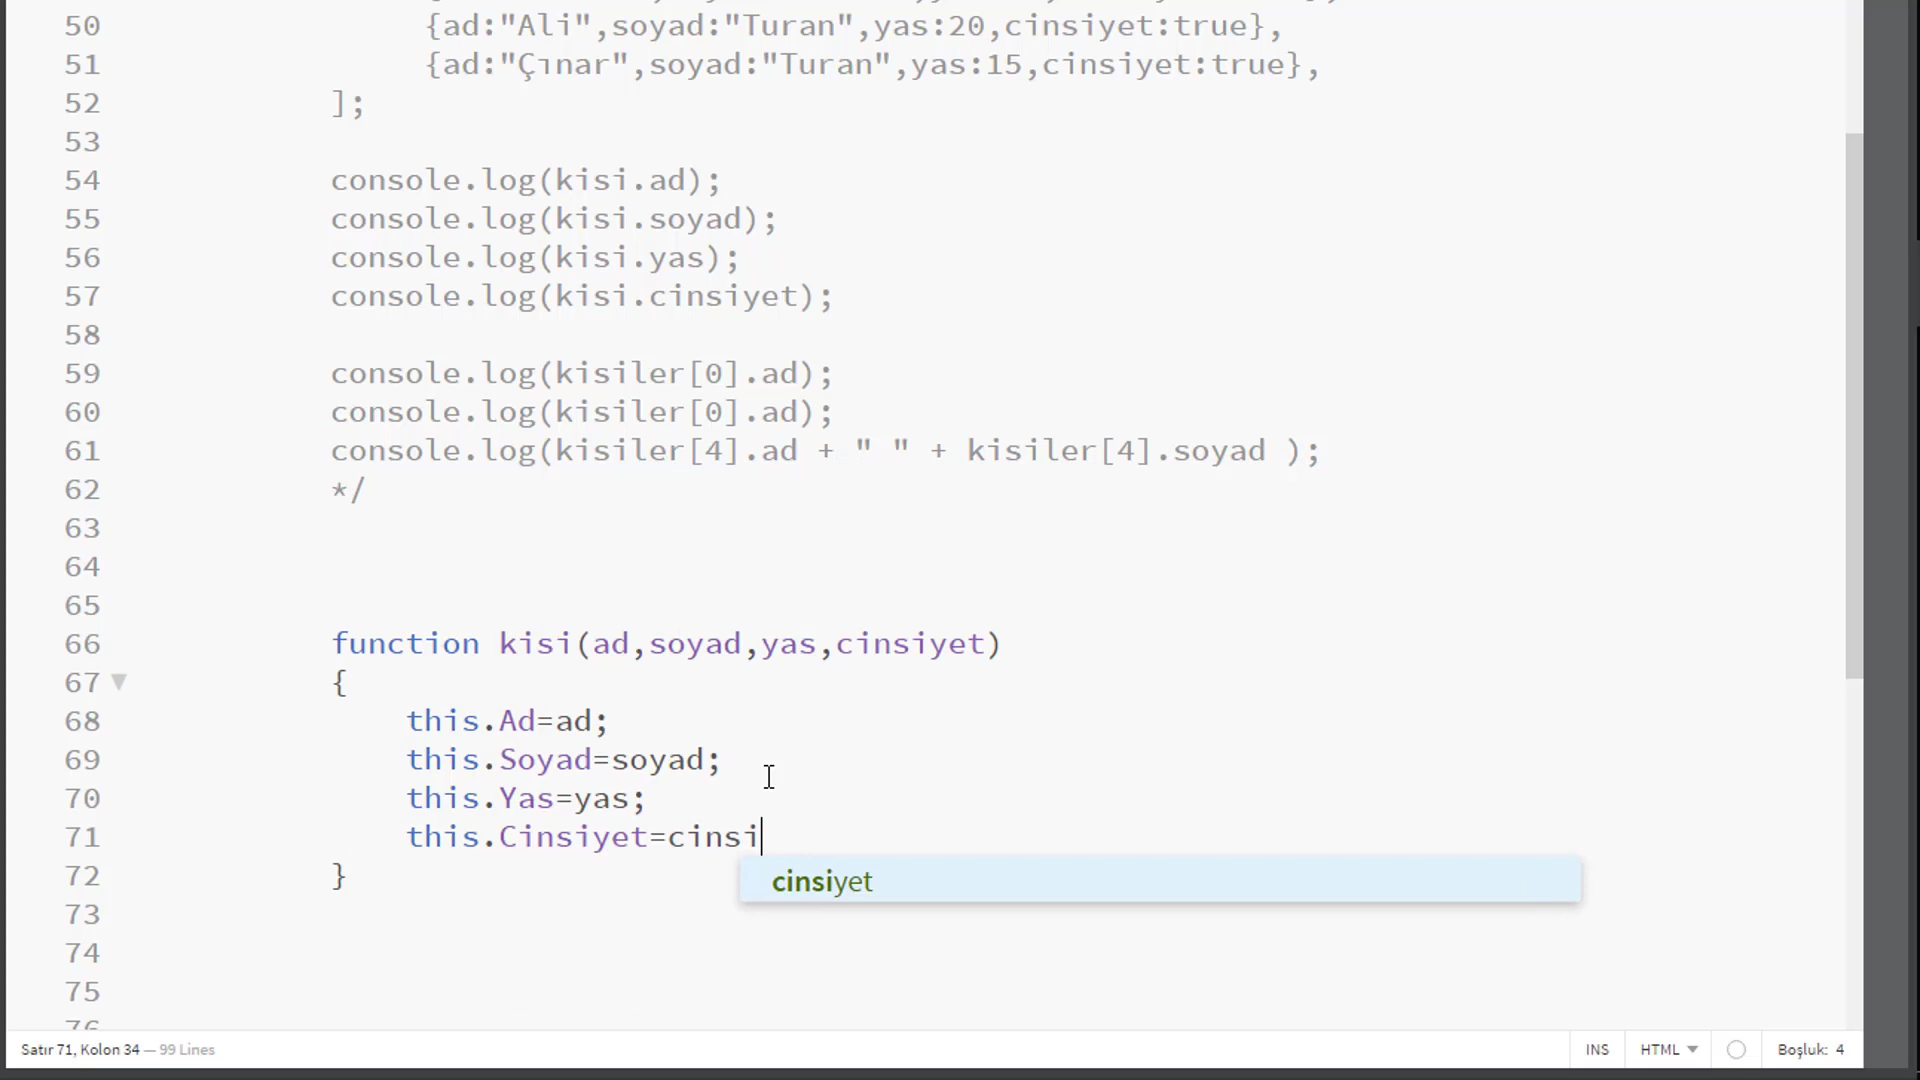 50 {ad:"Ali",soyad:"Turan",yas:20,cinsiyet:true},
51 {ad:"Çınar",soyad:"Turan",yas:15,cinsiyet:true},
52 ];
53
54 console.log(kisi.ad);
55 console.log(kisi.soyad);
56 console.log(kisi.yas);
57 console.log(kisi.cinsiyet);
58
59 console.log(kisiler[0].ad);
60 console.log(kisiler[0].ad);
61 console.log(kisiler[4].ad + " " + kisiler[4].soyad );
62 */
63
64
65
66 function kisi(ad,soyad,yas,cinsiyet)
67 {
68 this.Ad=ad;
69 this.Soyad=soyad;
70 this.Yas=yas;
71 this.Cinsiyet=cinsi
cinsiyet
72 }
73
74
75
76
Satır 71, Kolon 34 — 99 Lines INS HTML Boşluk: 4